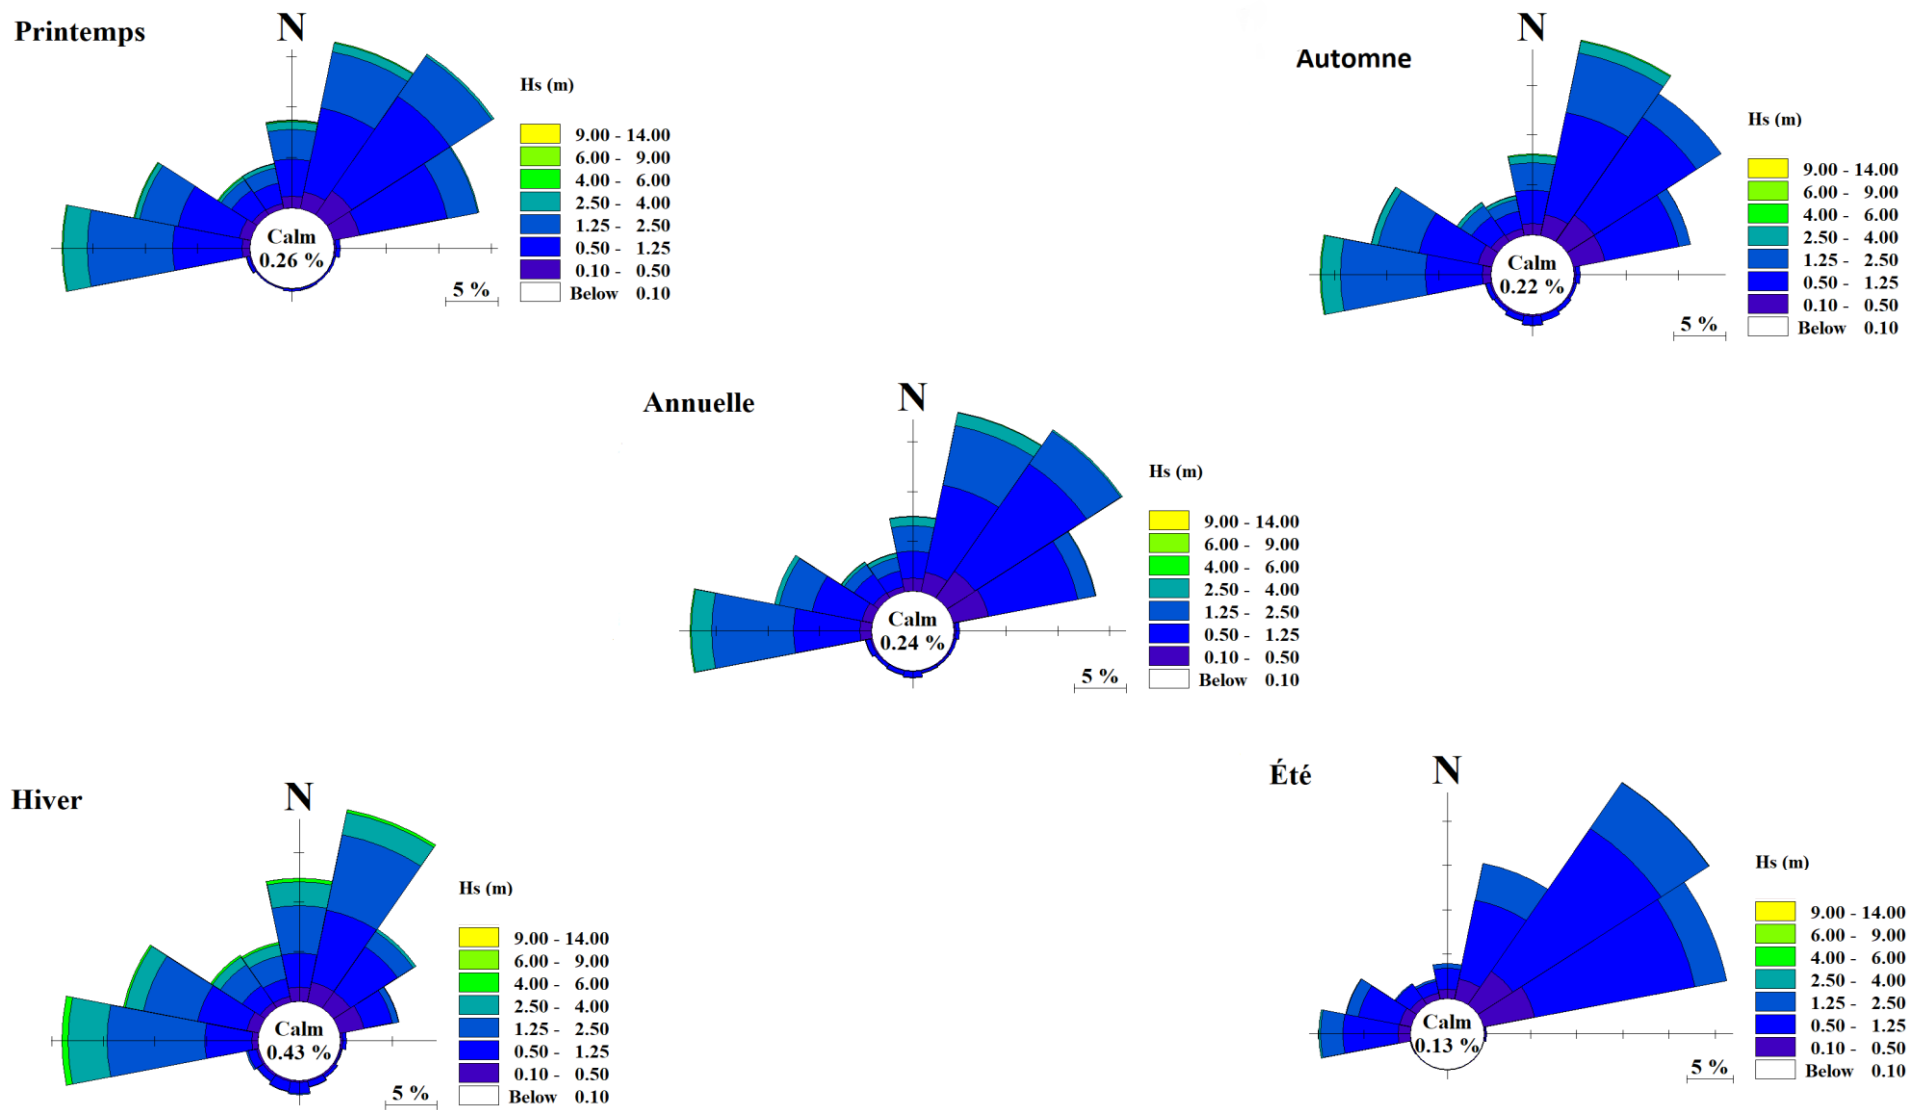 Printemps
N
Hs (m)
9.00 - 14.00
6.00 - 9.00
4.00 - 6.00
2.50 - 4.00
1.25 - 2.50
0.50 - 1.25
0.10 - 0.50
Below 0.10
Calm
0.26 %
5 %
Automne
N
Hs (m)
9.00 - 14.00
6.00 - 9.00
4.00 - 6.00
2.50 - 4.00
1.25 - 2.50
0.50 - 1.25
0.10 - 0.50
Below 0.10
Calm
0.22 %
5 %
Annuelle
N
Hs (m)
9.00 - 14.00
6.00 - 9.00
4.00 - 6.00
2.50 - 4.00
1.25 - 2.50
0.50 - 1.25
0.10 - 0.50
Below 0.10
Calm
0.24 %
5 %
Hiver
N
Hs (m)
9.00 - 14.00
6.00 - 9.00
4.00 - 6.00
2.50 - 4.00
1.25 - 2.50
0.50 - 1.25
0.10 - 0.50
Below 0.10
Calm
0.43 %
5 %
Été
N
Hs (m)
9.00 - 14.00
6.00 - 9.00
4.00 - 6.00
2.50 - 4.00
1.25 - 2.50
0.50 - 1.25
0.10 - 0.50
Below 0.10
Calm
0.13 %
5 %